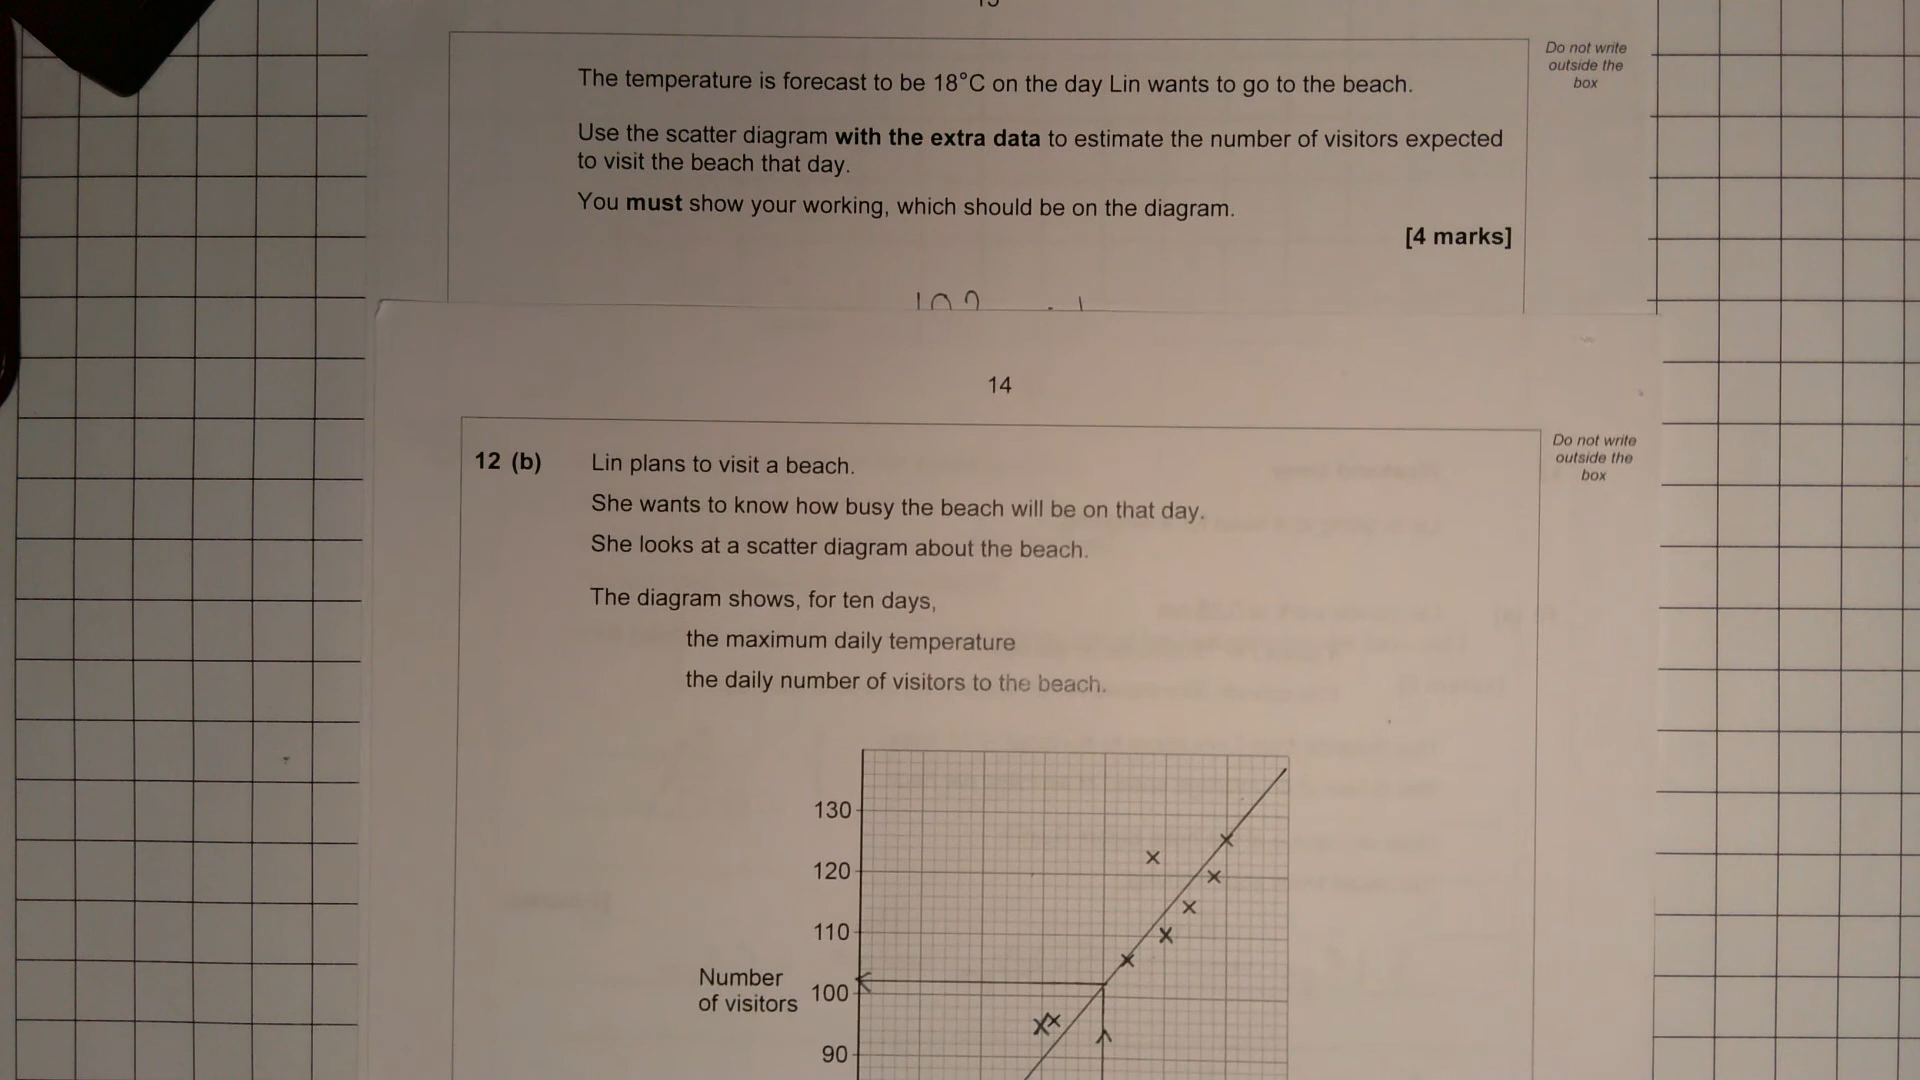 Do not write
outside the
box
The temperature is forecast to be 18°C on the day Lin wants to go to the beach.
Use the scatter diagram with the extra data to estimate the number of visitors expected
to visit the beach that day.
You must show your working, which should be on the diagram.
[4 marks]
14
Do not write
outside the
box
12 (b) Lin plans to visit a beach.
She wants to know how busy the beach will be on that day.
She looks at a scatter diagram about the beach.
The diagram shows, for ten days,
the maximum daily temperature
the daily number of visitors to the beach.
130
120
110
Number
of visitors
100
90